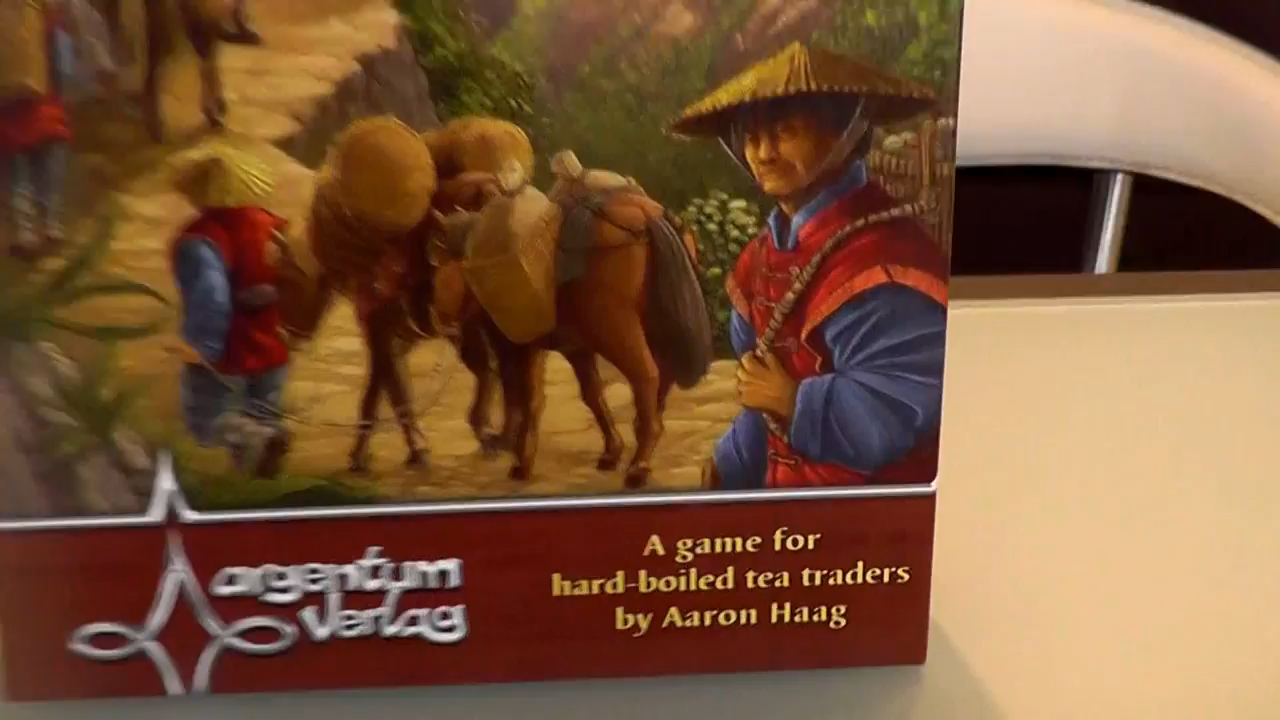 argentum
verlag
A game for
hard-boiled tea traders
by Aaron Haag